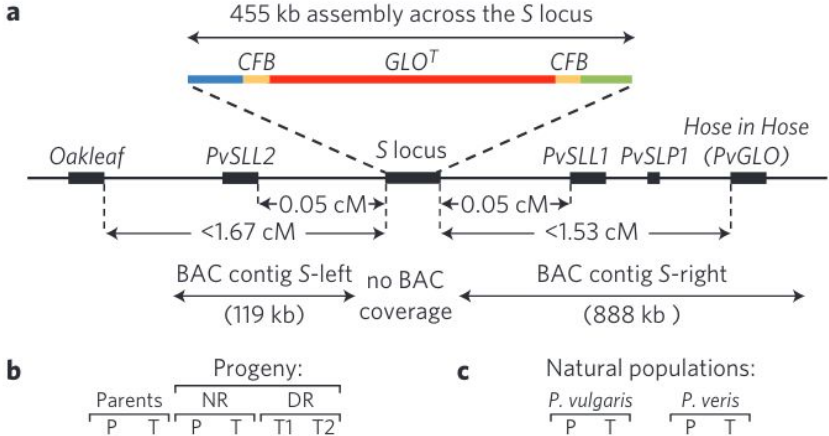 a
455 kb assembly across the S locus
CFB GLO^T CFB
Hose in Hose
Oakleaf PvSLL2 S locus PvSLL1 PvSLP1 (PvGLO)
0.05 cM 0.05 cM
<1.67 cM <1.53 cM
BAC contig S-left no BAC BAC contig S-right
(119 kb) coverage (888 kb )
b Progeny: c Natural populations:
Parents NR DR P. vulgaris P. veris
P T P T T1 T2 P T P T